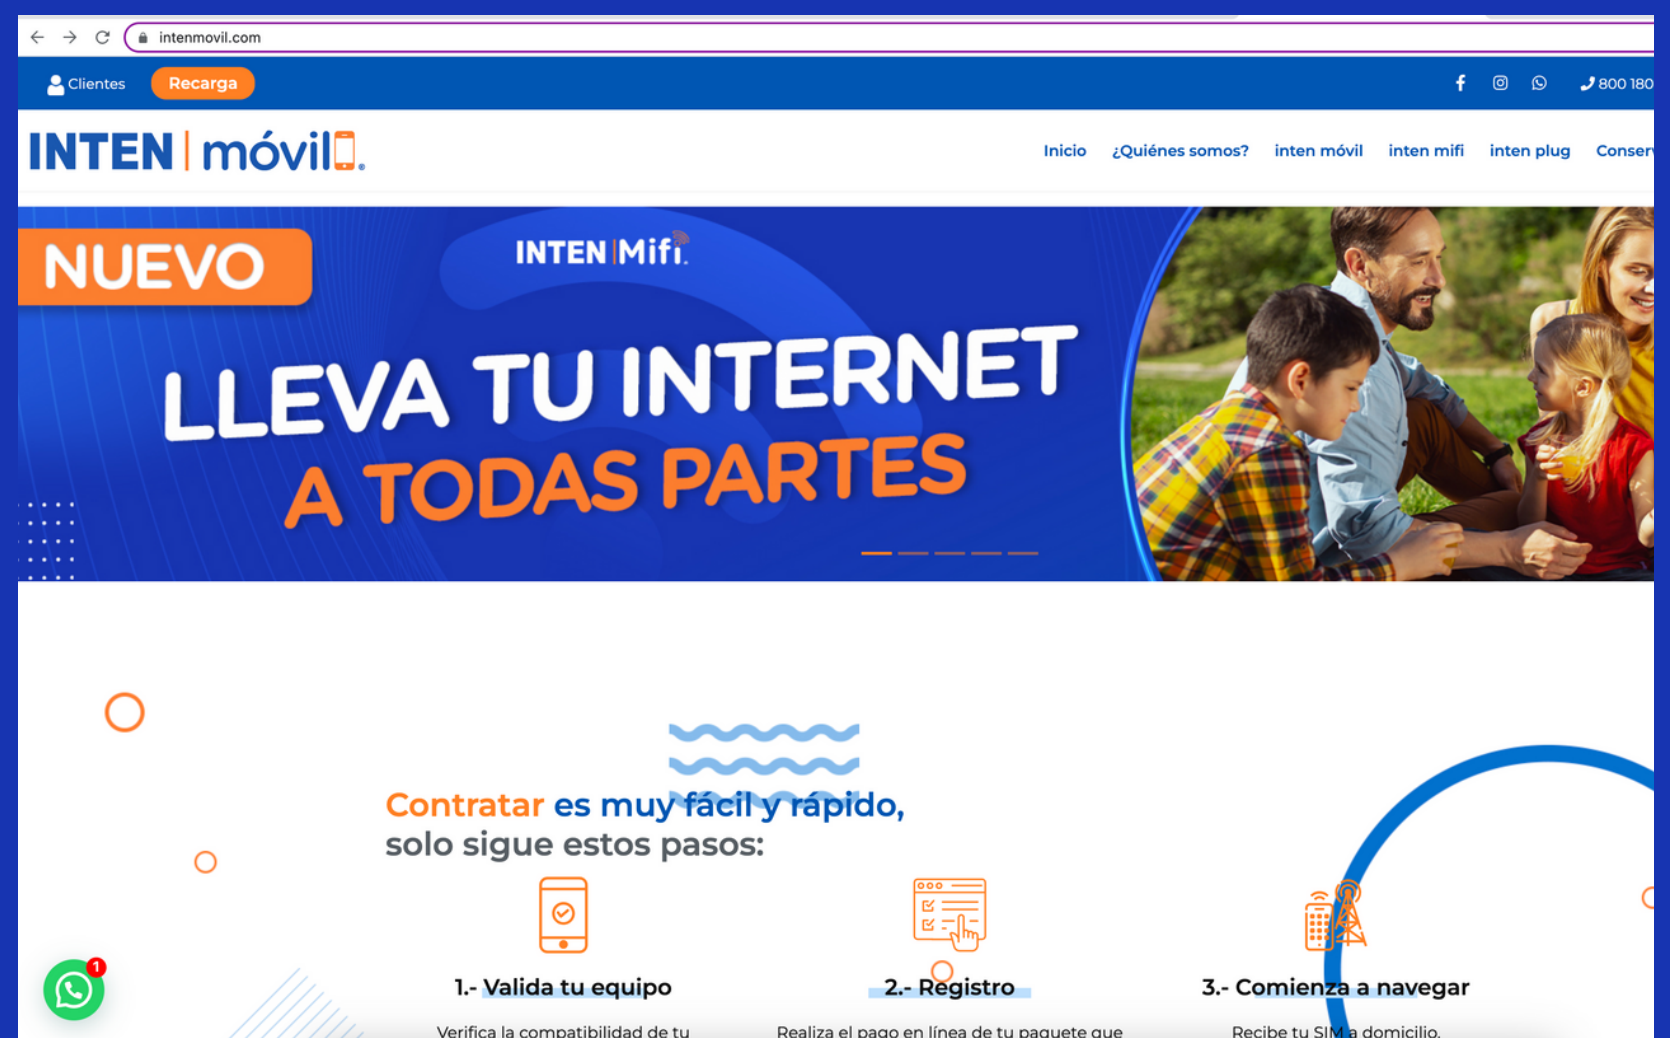 intenmovil.com
Clientes Recarga 800 180
INTEN | móvil ®
Inicio ¿Quiénes somos? inten móvil inten mifi inten plug
NUEVO
INTEN | Mifi
LLEVA TU INTERNET
A TODAS PARTES
Contratar es muy fácil y rápido,
solo sigue estos pasos:
1
1.- Valida tu equipo 2.- Registro 3.- Comienza a navegar
Verifica la compatibilidad de tu Realiza el pago en línea de tu paquete que Recibe tu SIM a domicilio,